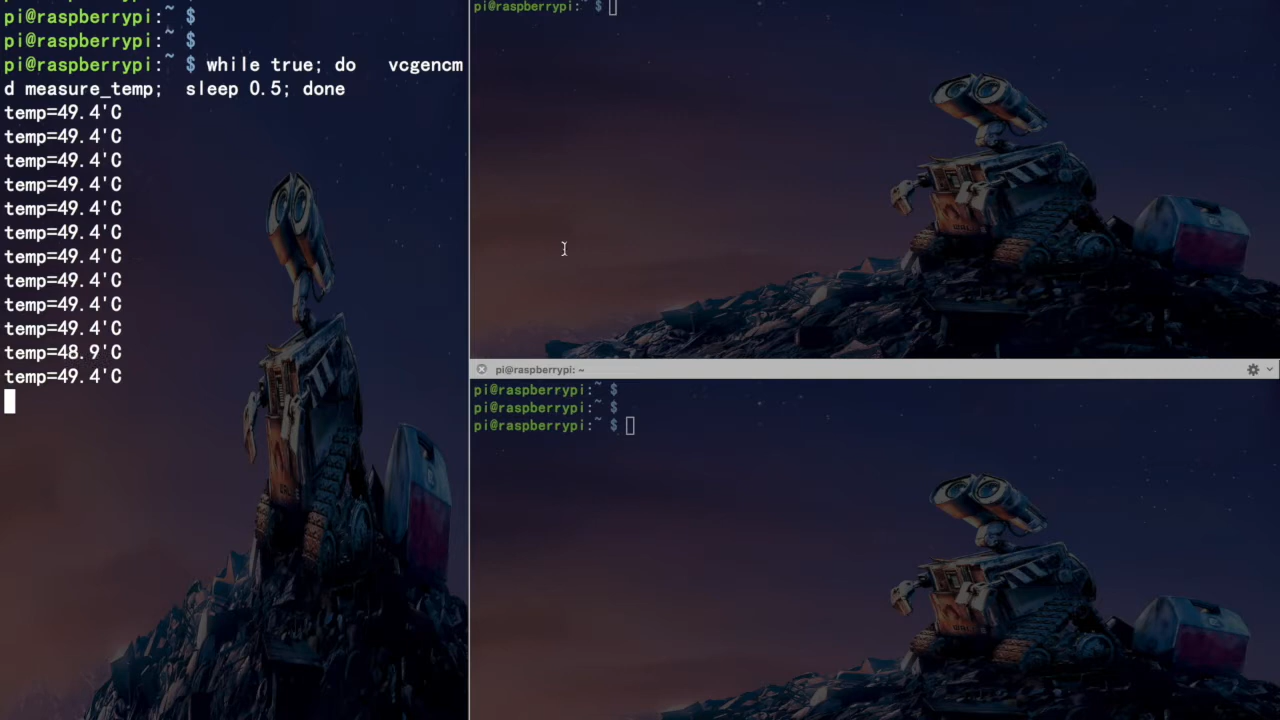 pi@raspberrypi:~ $
pi@raspberrypi:~ $
pi@raspberrypi:~ $ while true; do   vcgencm
d measure_temp;  sleep 0.5; done
temp=49.4'C
temp=49.4'C
temp=49.4'C
temp=49.4'C
temp=49.4'C
temp=49.4'C
temp=49.4'C
temp=49.4'C
temp=49.4'C
temp=49.4'C
temp=48.9'C
temp=49.4'C
pi@raspberrypi:~ $
pi@raspberrypi: ~
pi@raspberrypi:~ $
pi@raspberrypi:~ $
pi@raspberrypi:~ $